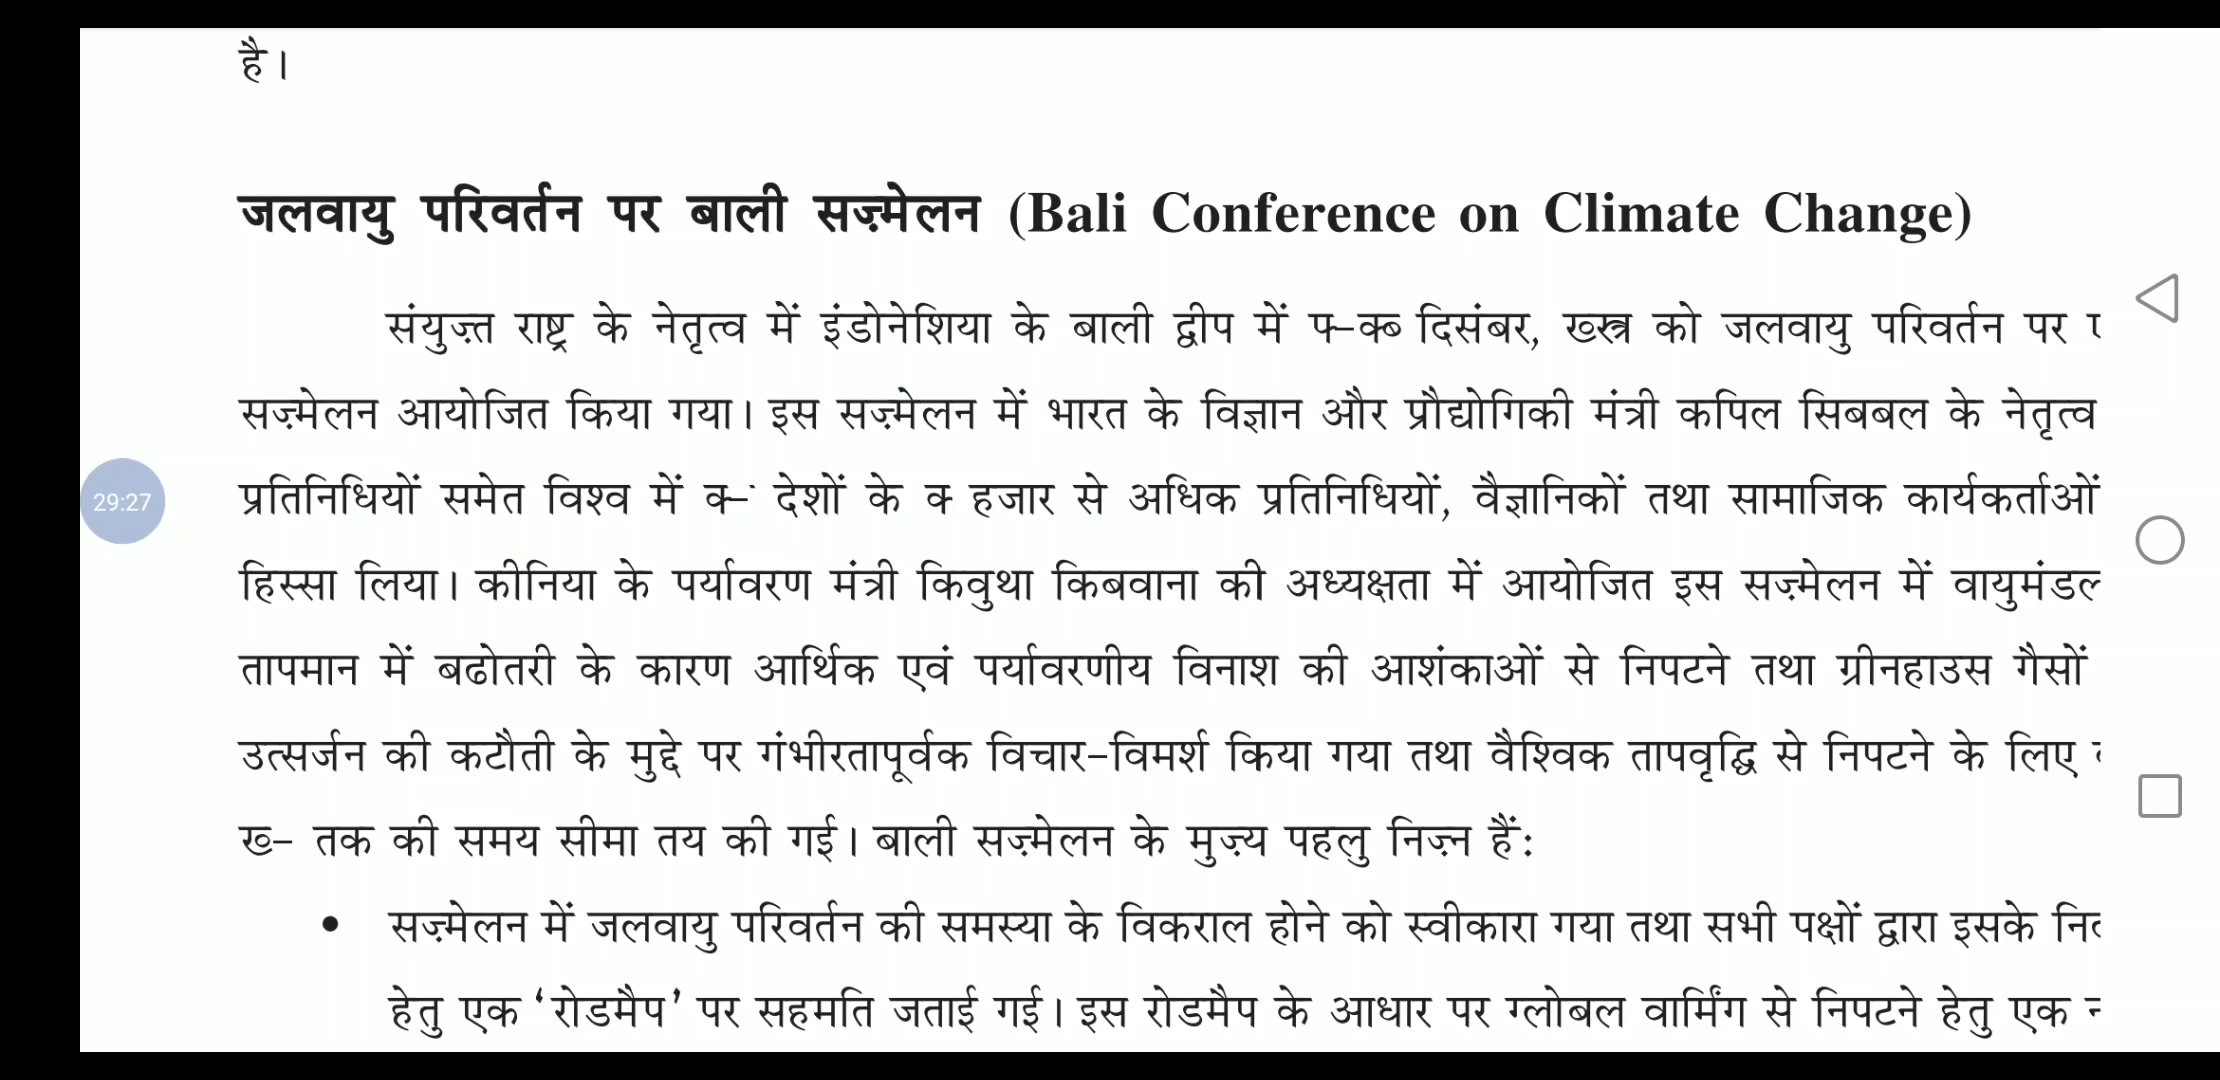 है।
जलवायु परिवर्तन पर बाली सज़्मेलन (Bali Conference on Climate Change)
संयुज़्त राष्ट्र के नेतृत्व में इंडोनेशिया के बाली द्वीप में दिसंबर, को जलवायु परिवर्तन पर
सज़्मेलन आयोजित किया गया। इस सज़्मेलन में भारत के विज्ञान और प्रौद्योगिकी मंत्री कपिल सिबबल के नेतृत्व
29:27
प्रतिनिधियों समेत विश्व में देशों के क हजार से अधिक प्रतिनिधियों, वैज्ञानिकों तथा सामाजिक कार्यकर्ताओं
हिस्सा लिया। कीनिया के पर्यावरण मंत्री किवुथा किबवाना की अध्यक्षता में आयोजित इस सज़्मेलन में वायुमंडल
तापमान में बढोतरी के कारण आर्थिक एवं पर्यावरणीय विनाश की आशंकाओं से निपटने तथा ग्रीनहाउस गैसों
उत्सर्जन की कटौती के मुद्दे पर गंभीरतापूर्वक विचार-विमर्श किया गया तथा वैश्विक तापवृद्धि से निपटने के लिए
ख- तक की समय सीमा तय की गई। बाली सज़्मेलन के मुज़्य पहलु निज़्न हैं:
• सज़्मेलन में जलवायु परिवर्तन की समस्या के विकराल होने को स्वीकारा गया तथा सभी पक्षों द्वारा इसके
हेतु एक ‘रोडमैप’ पर सहमति जताई गई। इस रोडमैप के आधार पर ग्लोबल वार्मिंग से निपटने हेतु एक